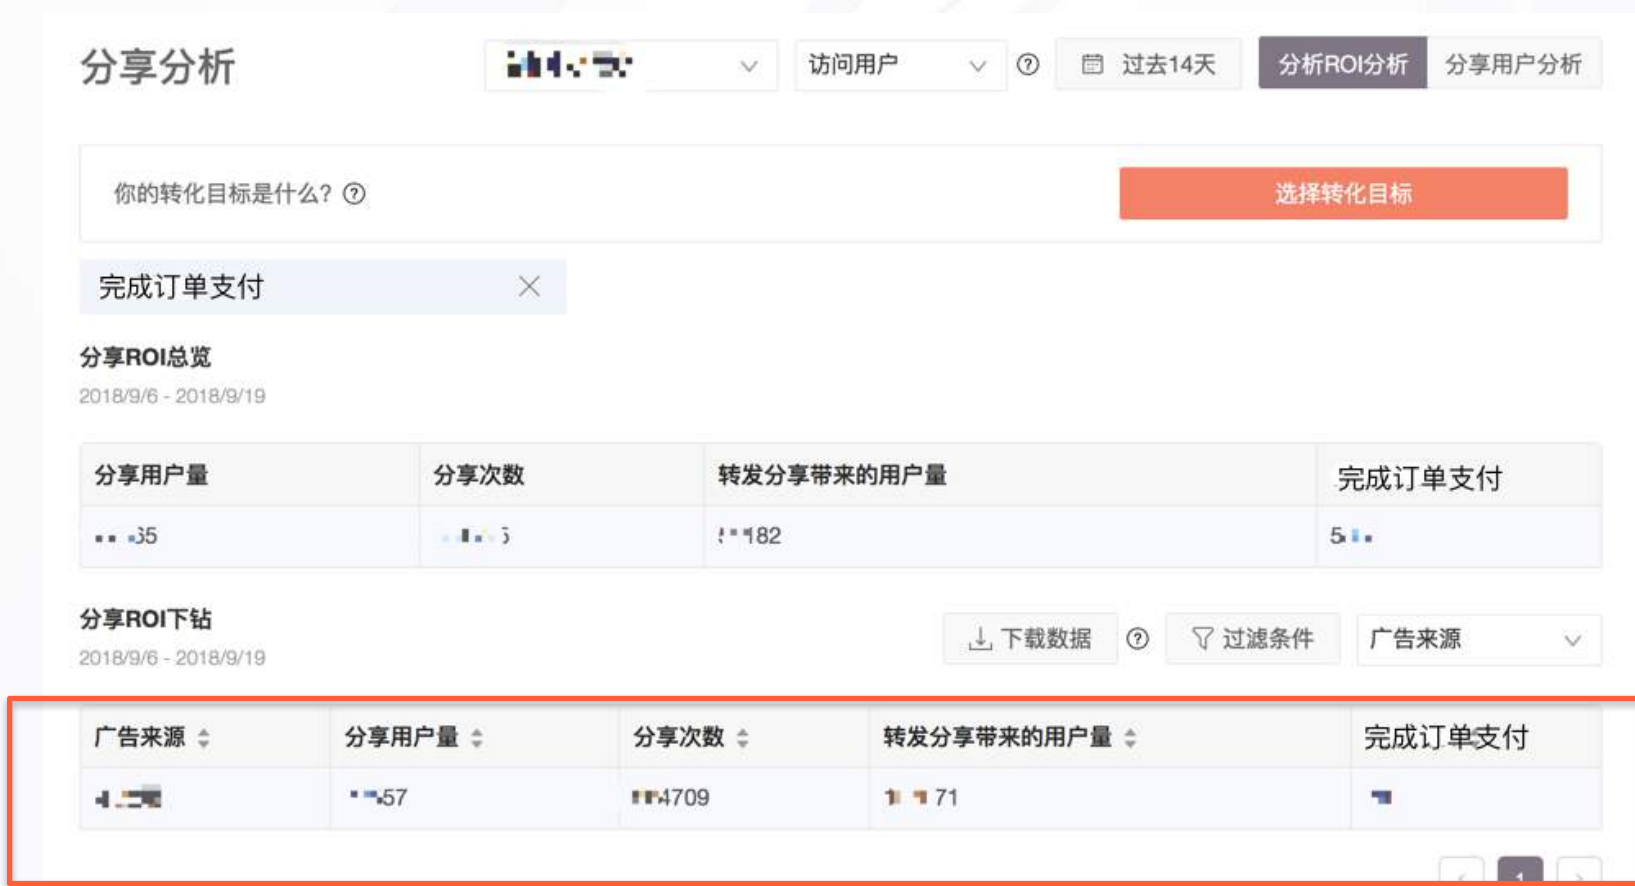 分享分析
访问用户
过去14天
分析ROI分析
分享用户分析
你的转化目标是什么?
选择转化目标
完成订单支付
分享ROI总览
2018/9/6 - 2018/9/19
分享用户量 分享次数 转发分享带来的用户量 完成订单支付
182
分享ROI下钻
2018/9/6 - 2018/9/19
下载数据
过滤条件
广告来源
广告来源 分享用户量 分享次数 转发分享带来的用户量 完成订单支付
57 4709 71
1